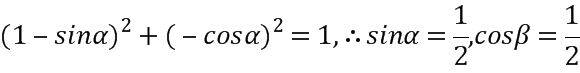 (1 − sinα)² + ( − cosα)² = 1, ∴ sinα = 1/2, cosβ = 1/2